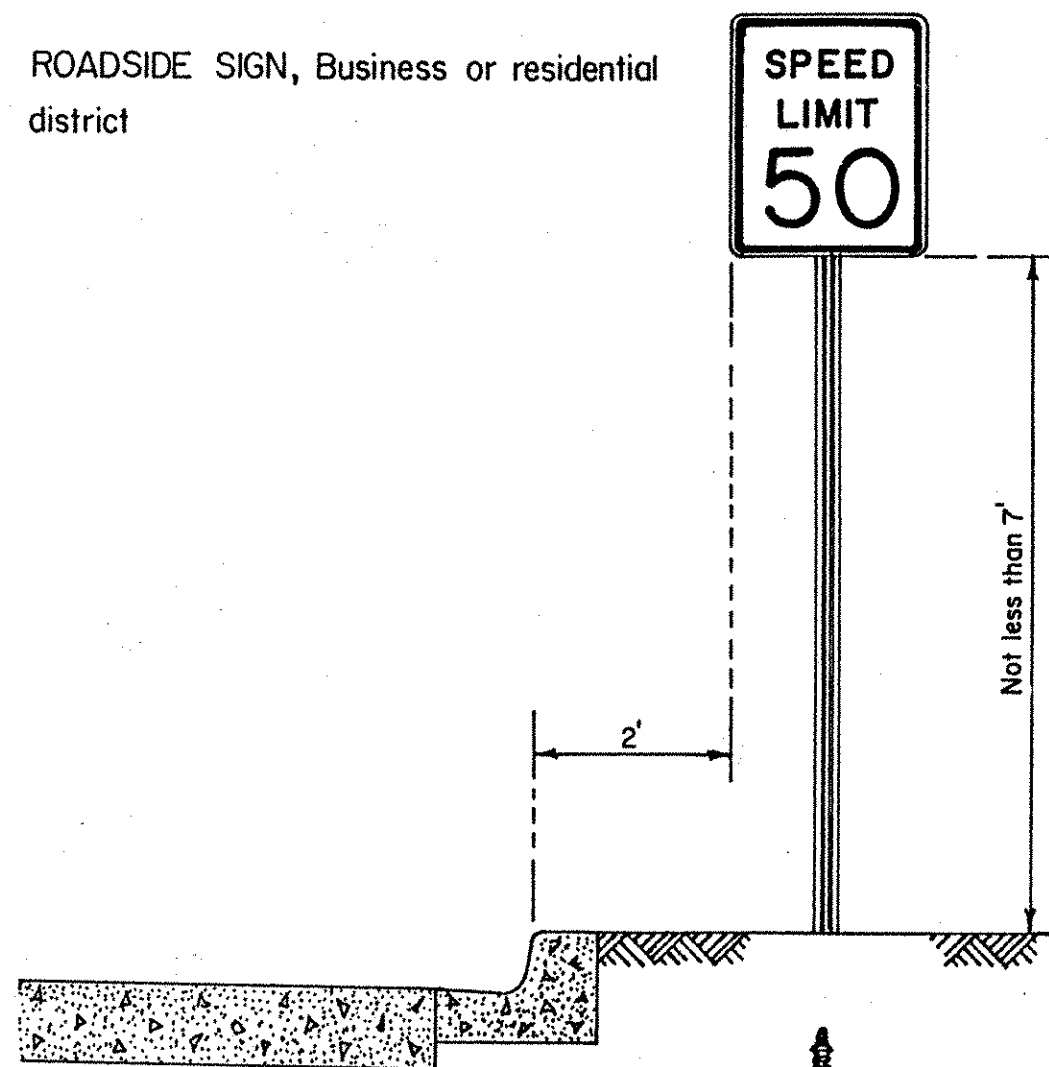 ROADSIDE SIGN, Business or residential
district
SPEED
LIMIT
50
Not less than 7'
2'